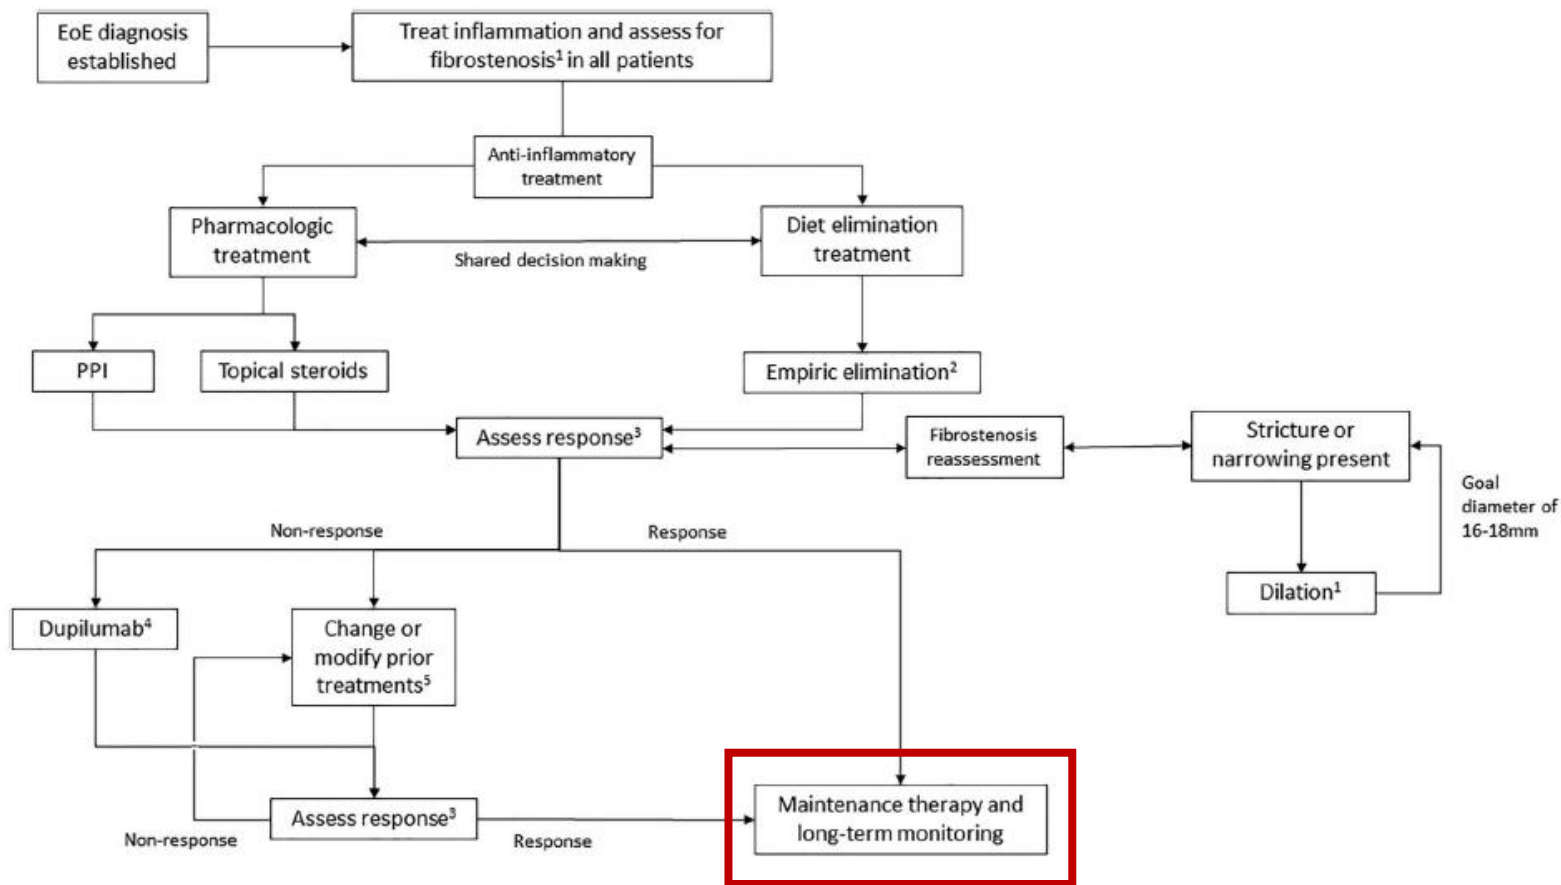 EoE diagnosis
established
Treat inflammation and assess for
fibrostenosis¹ in all patients
Anti-inflammatory
treatment
Pharmacologic
treatment
Shared decision making
Diet elimination
treatment
PPI
Topical steroids
Empiric elimination²
Assess response³
Fibrostenosis
reassessment
Stricture or
narrowing present
Goal
diameter of
16-18mm
Dilation¹
Non-response
Response
Dupilumab⁴
Change or
modify prior
treatments⁵
Assess response³
Non-response
Response
Maintenance therapy and
long-term monitoring